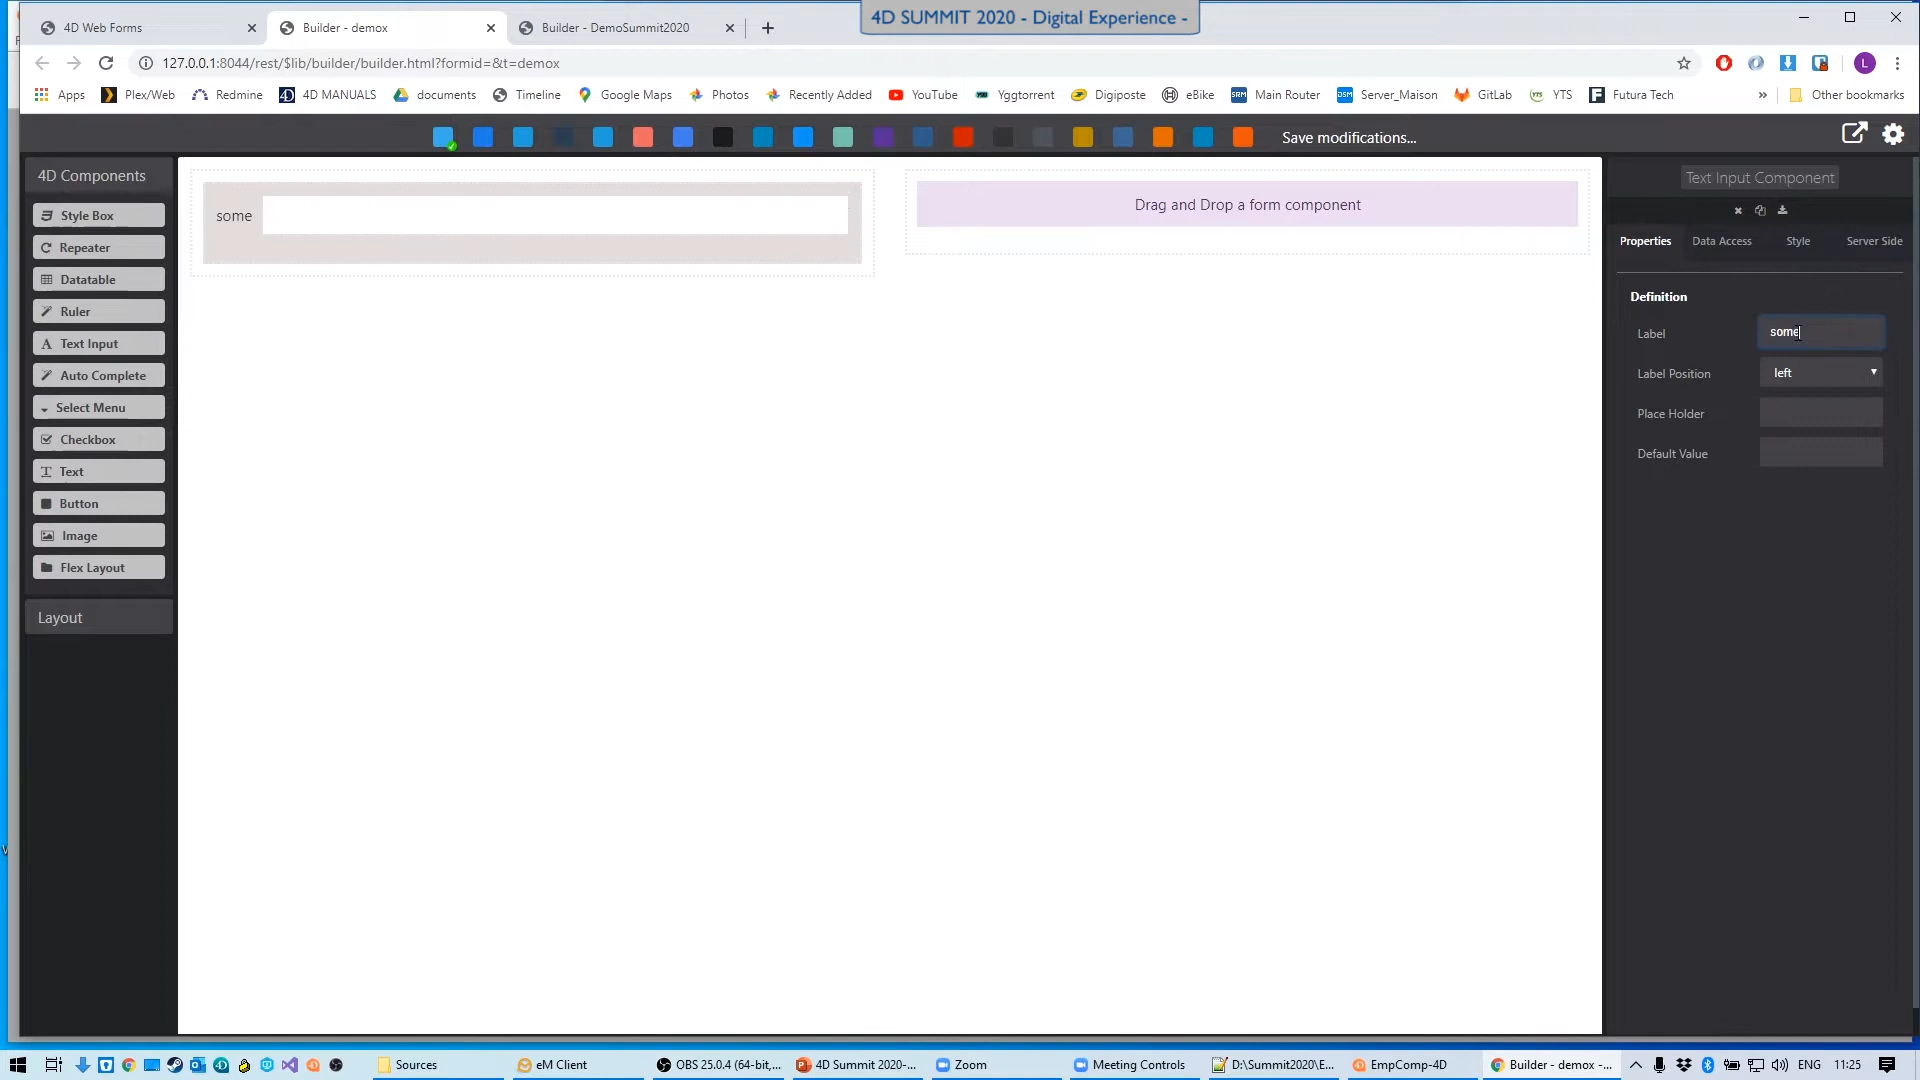 4D SUMMIT 2020 - Digital Experience -
4D Web Forms
Builder - demox
Builder - DemoSummit2020
127.0.0.1:8044/rest/$lib/builder/builder.html?formid=&t=demox
L
Apps
Plex/Web
Redmine
4D MANUALS
documents
Timeline
Google Maps
Photos
Recently Added
YouTube
Yggtorrent
Digiposte
eBike
Main Router
Server_Maison
GitLab
YTS
Futura Tech
»
Other bookmarks
Save modifications...
4D Components
Style Box
Repeater
Datatable
Ruler
Text Input
Auto Complete
Select Menu
Checkbox
Text
Button
Image
Flex Layout
Layout
some
Drag and Drop a form component
Text Input Component
Properties Data Access Style Server Side
Definition
Label some
Label Position left
Place Holder
Default Value
Sources
eM Client
OBS 25.0.4 (64-bit,...
4D Summit 2020-...
Zoom
Meeting Controls
D:\Summit2020\E...
EmpComp-4D
Builder - demox -...
ENG
11:25